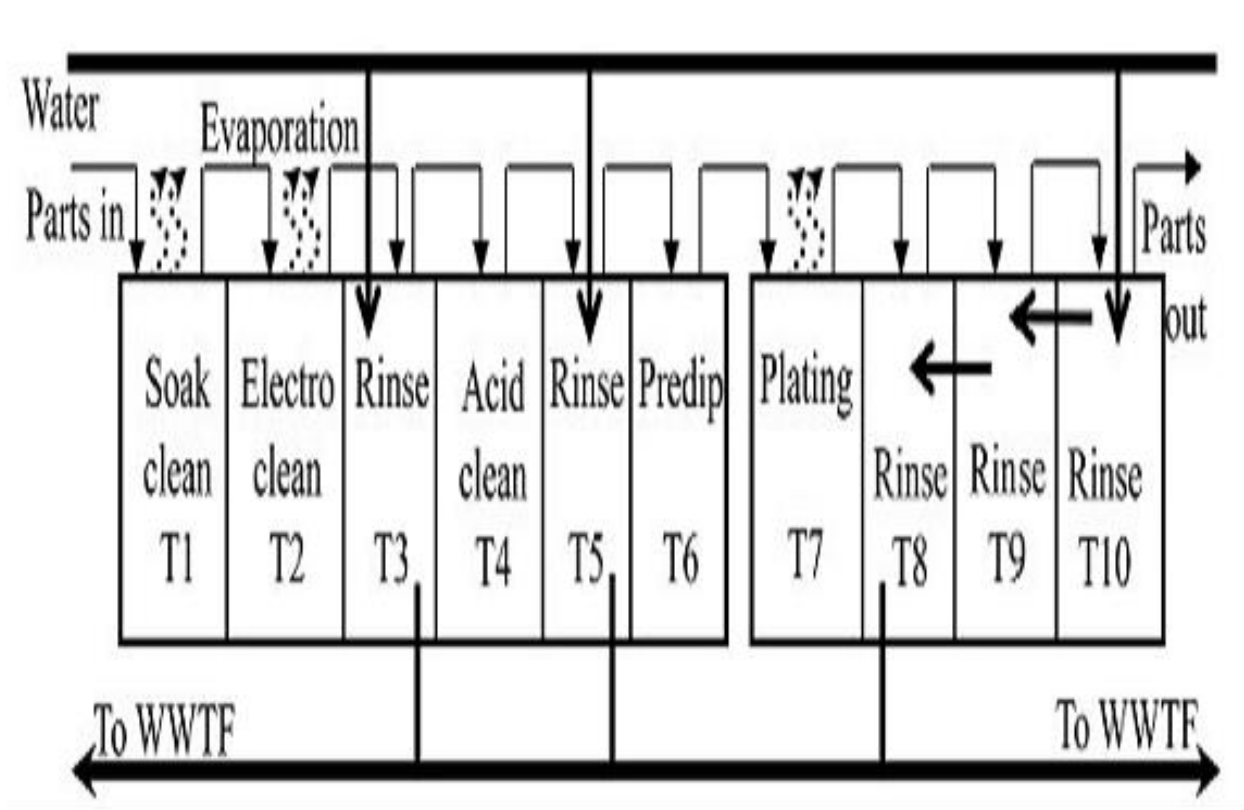 Water
Evaporation
Parts in
Parts
out
Soak
clean
T1
Electro
clean
T2
Rinse
T3
Acid
clean
T4
Rinse
T5
Predip
T6
Plating
T7
Rinse
T8
Rinse
T9
Rinse
T10
To WWTF
To WWTF